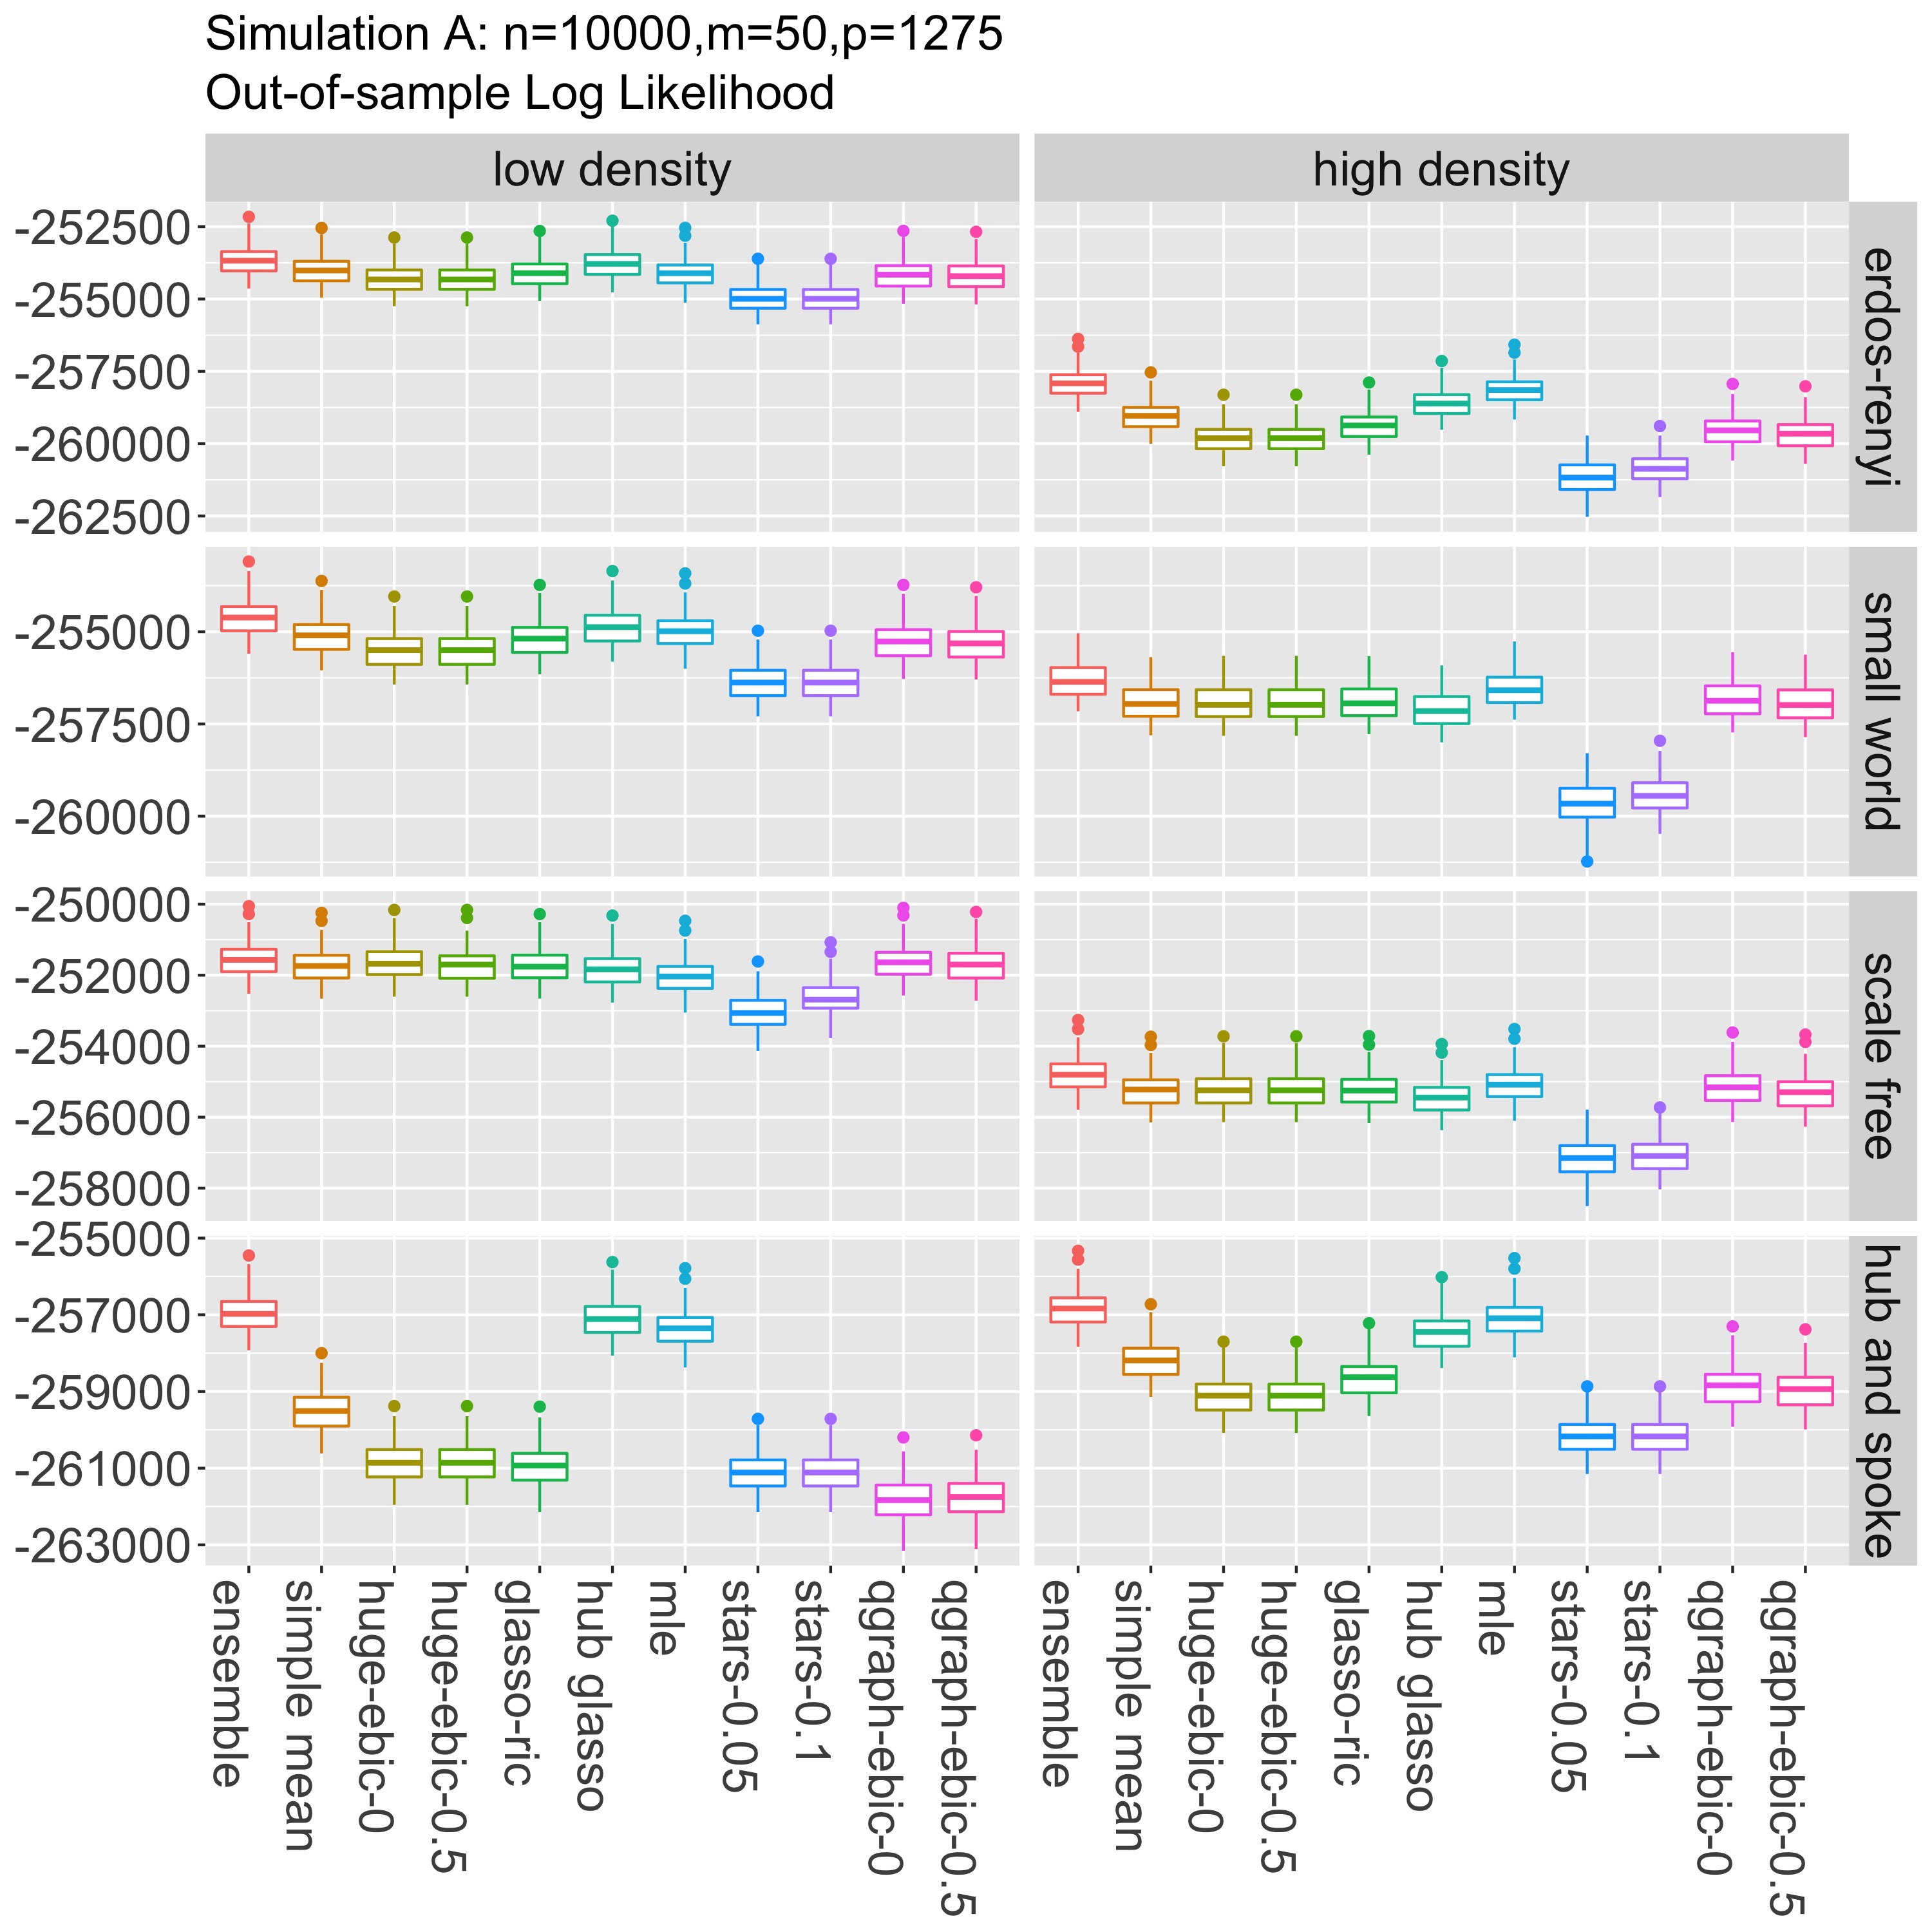 Simulation A: n=10000,m=50,p=1275
Out-of-sample Log Likelihood
low density
high density
-252500
-255000
-257500
-260000
-262500
erdos-renyi
-255000
-257500
-260000
small world
-250000
-252000
-254000
-256000
-258000
scale free
-255000
-257000
-259000
-261000
-263000
hub and spoke
ensemble
simple mean
huge-ebic-0
huge-ebic-0.5
glasso-ric
hub glasso
mle
stars-0.05
stars-0.1
qgraph-ebic-0
qgraph-ebic-0.5
ensemble
simple mean
huge-ebic-0
huge-ebic-0.5
glasso-ric
hub glasso
mle
stars-0.05
stars-0.1
qgraph-ebic-0
qgraph-ebic-0.5